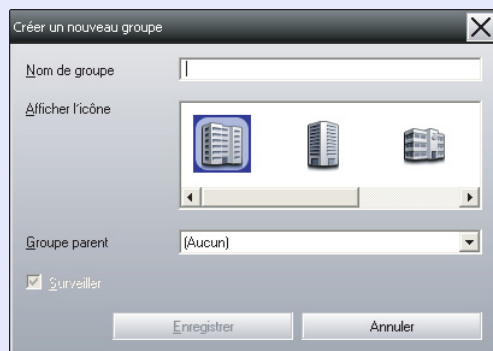 Créer un nouveau groupe
Nom de groupe
Afficher l'icône
Groupe parent
(Aucun)
Surveiller
Enregistrer
Annuler